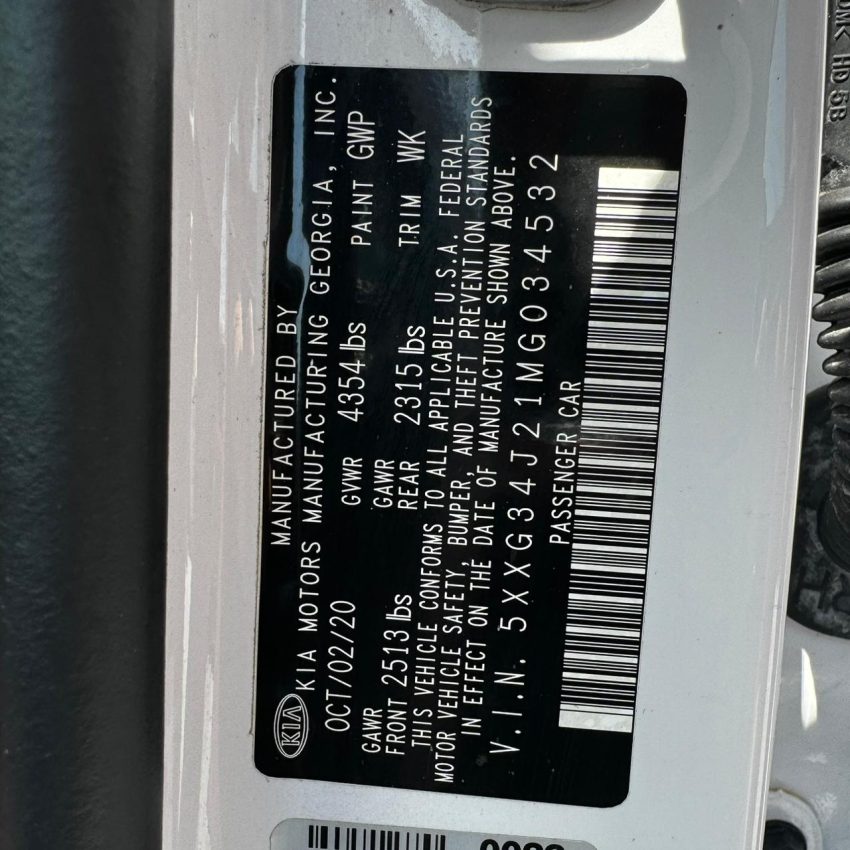 KIA
MANUFACTURED BY
KIA MOTORS MANUFACTURING GEORGIA, INC.
OCT/02/20 GVWR 4354 lbs PAINT GWP
GAWR FRONT 2513 lbs GAWR REAR 2315 lbs TRIM WK
THIS VEHICLE CONFORMS TO ALL APPLICABLE U.S.A. FEDERAL
MOTOR VEHICLE SAFETY, BUMPER, AND THEFT PREVENTION STANDARDS
IN EFFECT ON THE DATE OF MANUFACTURE SHOWN ABOVE.
V.I.N. 5XXG34J21MG034532
PASSENGER CAR
HD 5B